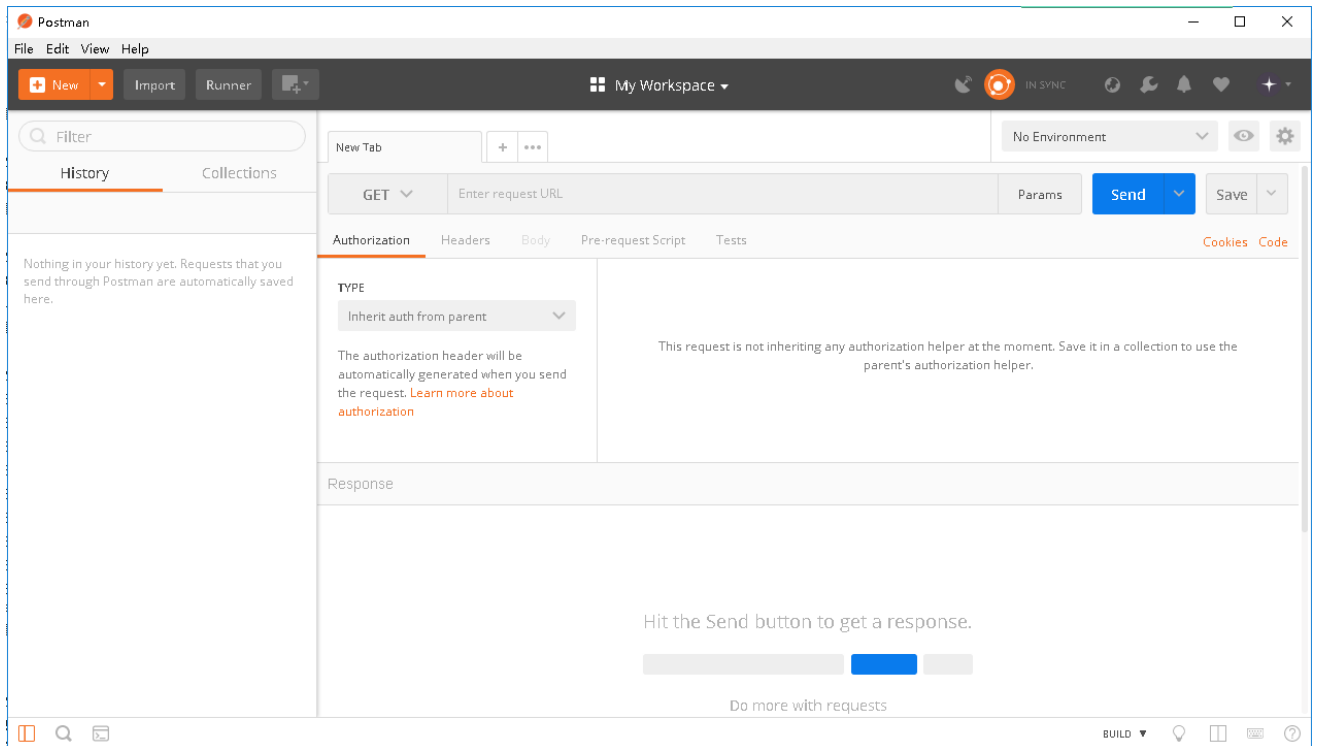 Postman
File Edit View Help
New Import Runner My Workspace IN SYNC
Filter
History Collections
Nothing in your history yet. Requests that you
send through Postman are automatically saved
here.
New Tab + ••• No Environment
GET Enter request URL Params Send Save
Authorization Headers Body Pre-request Script Tests Cookies Code
TYPE
Inherit auth from parent
The authorization header will be
automatically generated when you send
the request. Learn more about
authorization
This request is not inheriting any authorization helper at the moment. Save it in a collection to use the
parent's authorization helper.
Response
Hit the Send button to get a response.
Do more with requests
BUILD